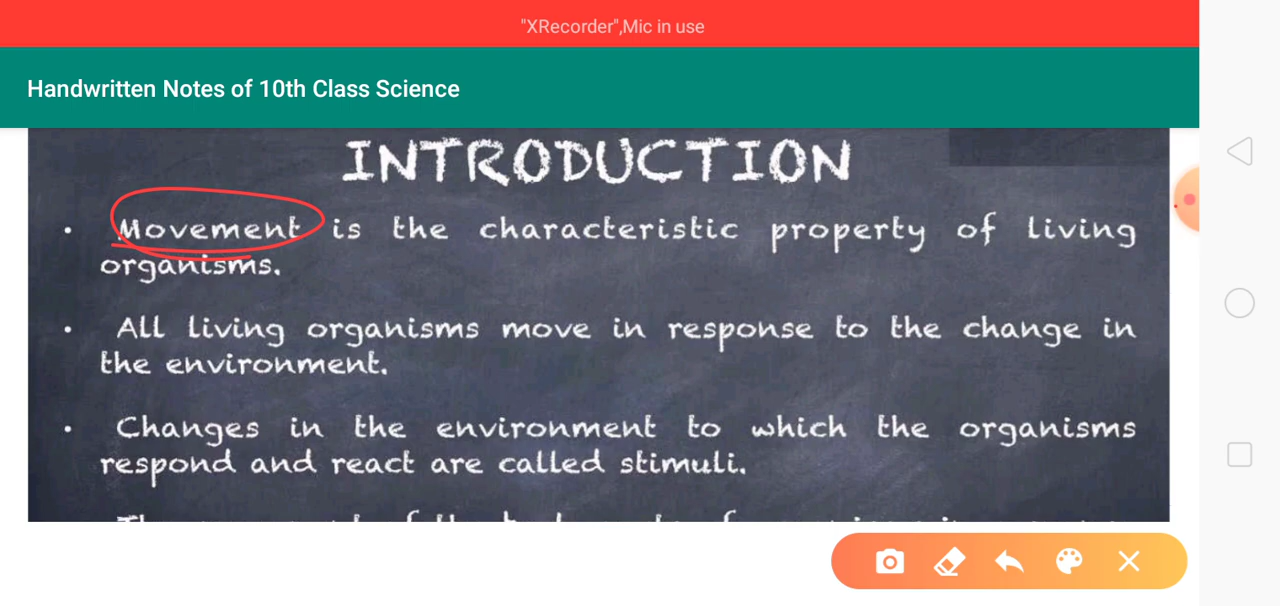 "XRecorder",Mic in use
Handwritten Notes of 10th Class Science
INTRODUCTION
• Movement is the characteristic property of living
organisms.
• All living organisms move in response to the change in
the environment.
• Changes in the environment to which the organisms
respond and react are called stimuli.